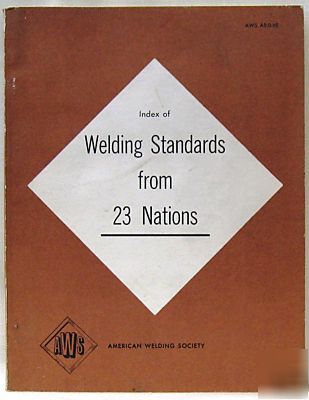 Index of
Welding Standards
from
23 Nations
AWS
AMERICAN WELDING SOCIETY